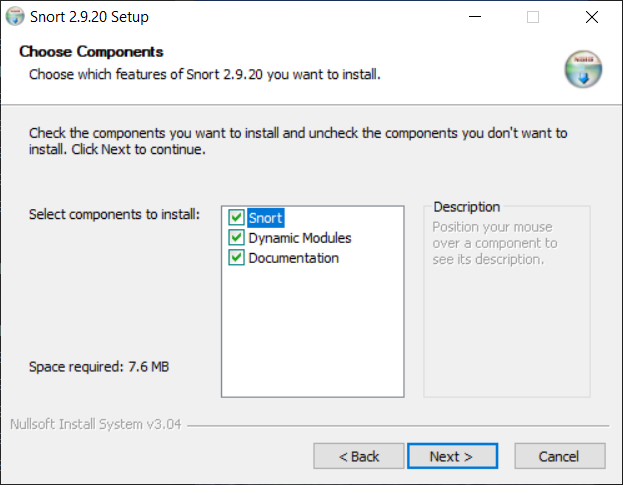 Snort 2.9.20 Setup
Choose Components
Choose which features of Snort 2.9.20 you want to install.
Check the components you want to install and uncheck the components you don't want to
install. Click Next to continue.
Select components to install:
Snort
Dynamic Modules
Documentation
Description
Position your mouse
over a component to
see its description.
Space required: 7.6 MB
Nullsoft Install System v3.04
< Back
Next >
Cancel